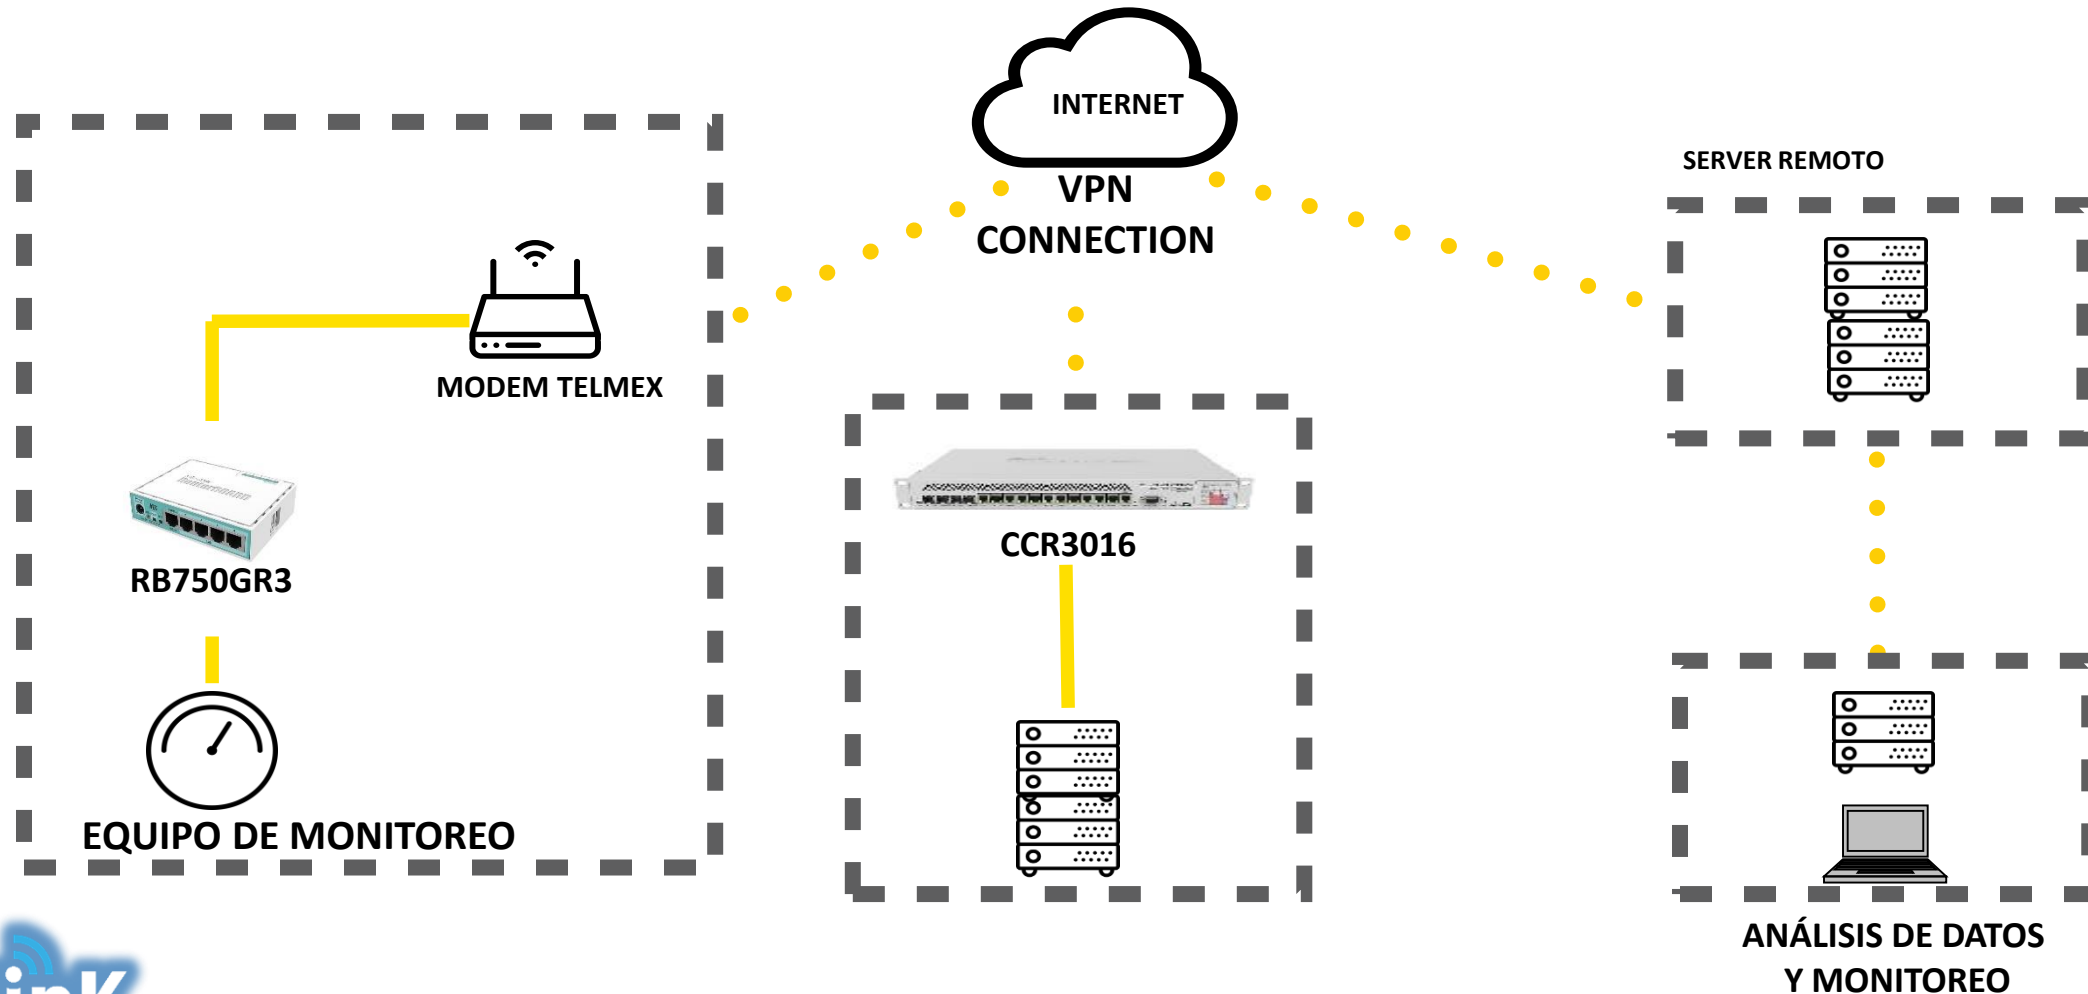 INTERNET
VPN
CONNECTION
SERVER REMOTO
MODEM TELMEX
CCR3016
RB750GR3
EQUIPO DE MONITOREO
ANÁLISIS DE DATOS
Y MONITOREO